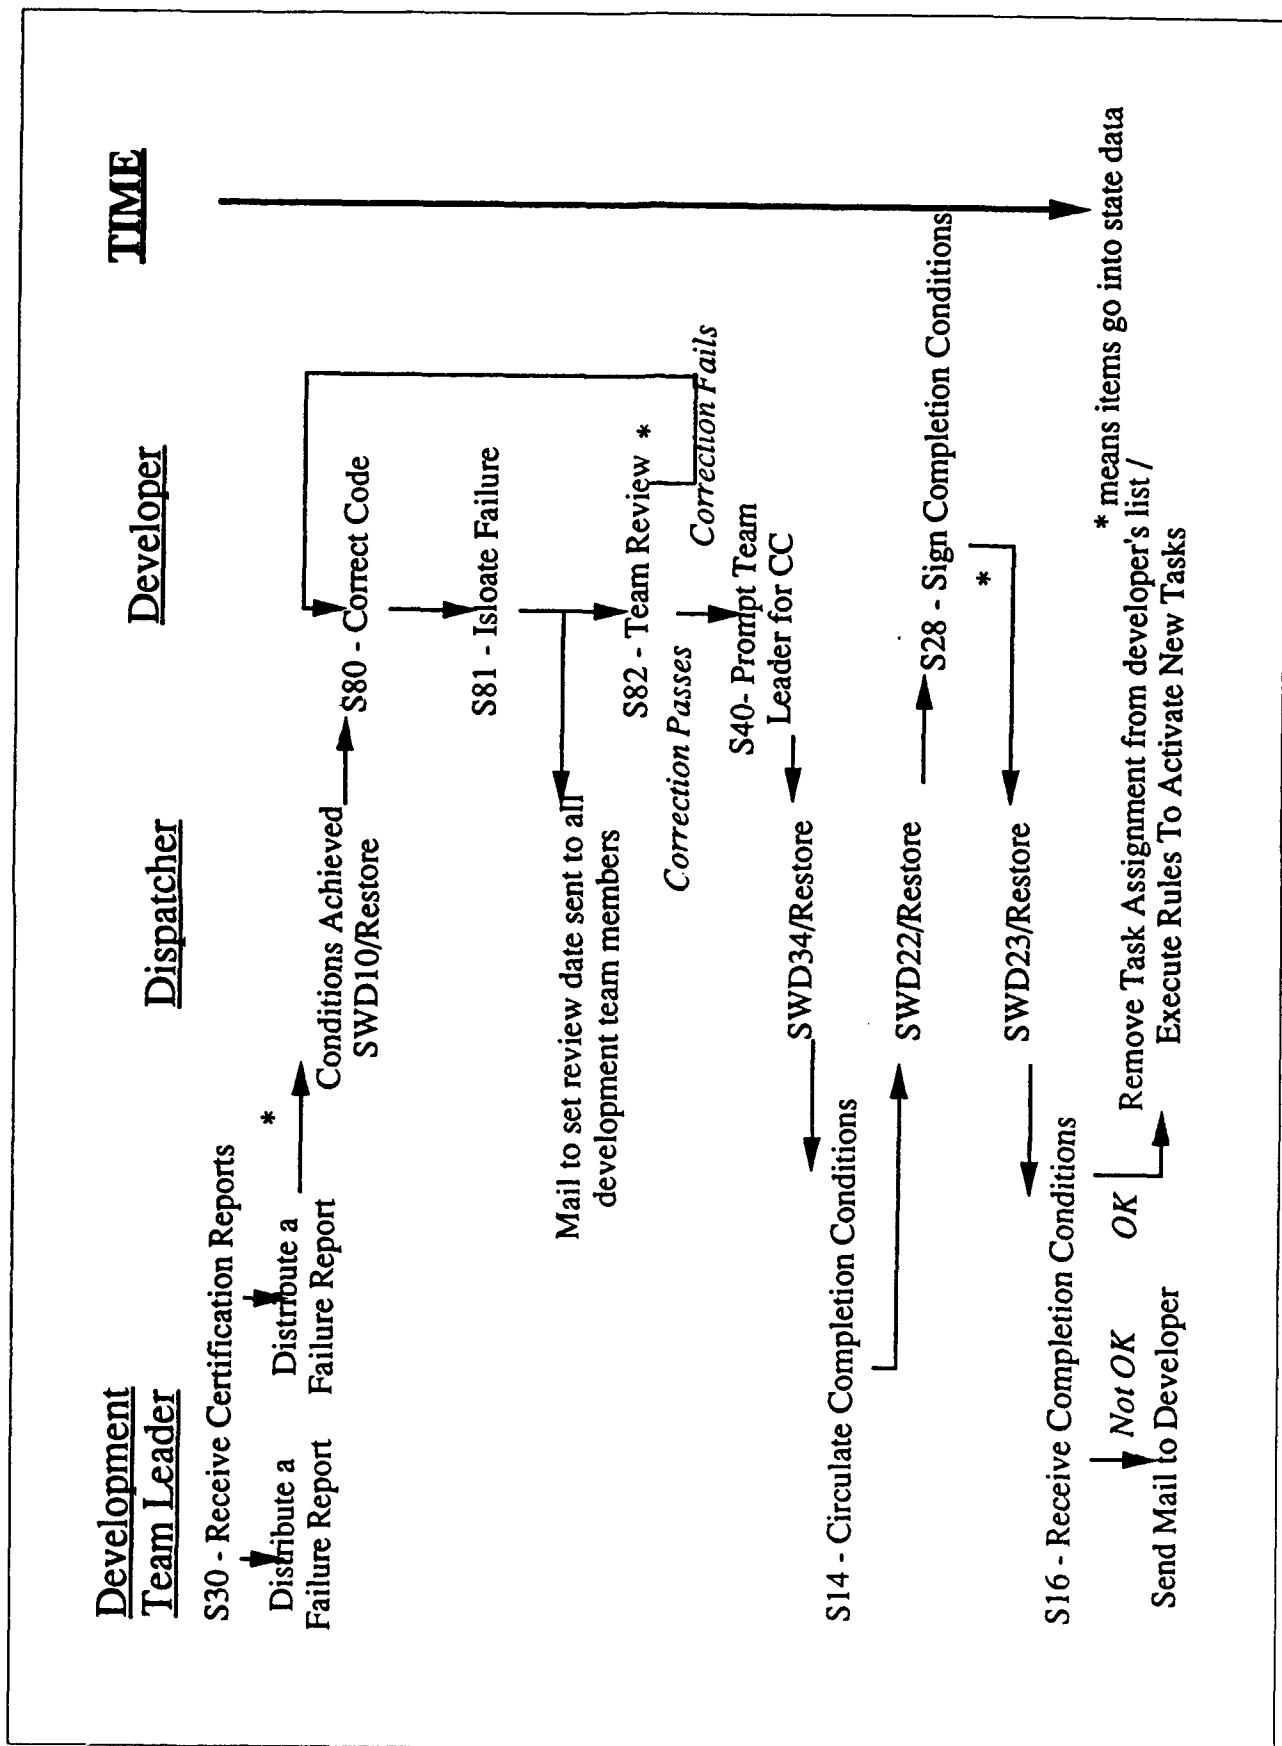 Development
Team Leader
Dispatcher
Developer
TIME
S30 - Receive Certification Reports
Distribute a
Failure Report
Distribute a
Failure Report
*
Conditions Achieved
SWD10/Restore
S80 - Correct Code
S81 - Isloate Failure
Mail to set review date sent to all
development team members
S82 - Team Review *
Correction Passes
Correction Fails
S40- Prompt Team
Leader for CC
SWD34/Restore
S14 - Circulate Completion Conditions
SWD22/Restore
S28 - Sign Completion Conditions
*
SWD23/Restore
S16 - Receive Completion Conditions
Not OK
OK
Send Mail to Developer
Remove Task Assignment from developer's list /
Execute Rules To Activate New Tasks
* means items go into state data